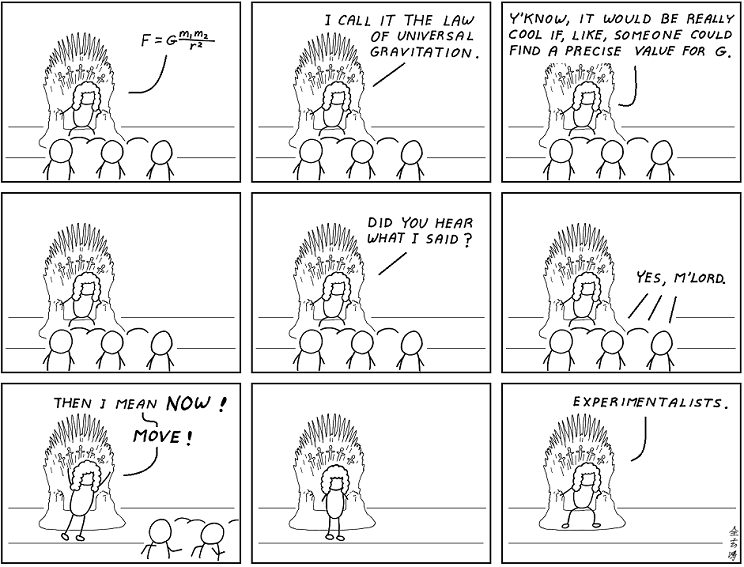 F = G m₁m₂/r²
I CALL IT THE LAW
OF UNIVERSAL
GRAVITATION.
Y'KNOW, IT WOULD BE REALLY
COOL IF, LIKE, SOMEONE COULD
FIND A PRECISE VALUE FOR G.
DID YOU HEAR
WHAT I SAID?
YES, M'LORD.
THEN I MEAN NOW!
MOVE!
EXPERIMENTALISTS.